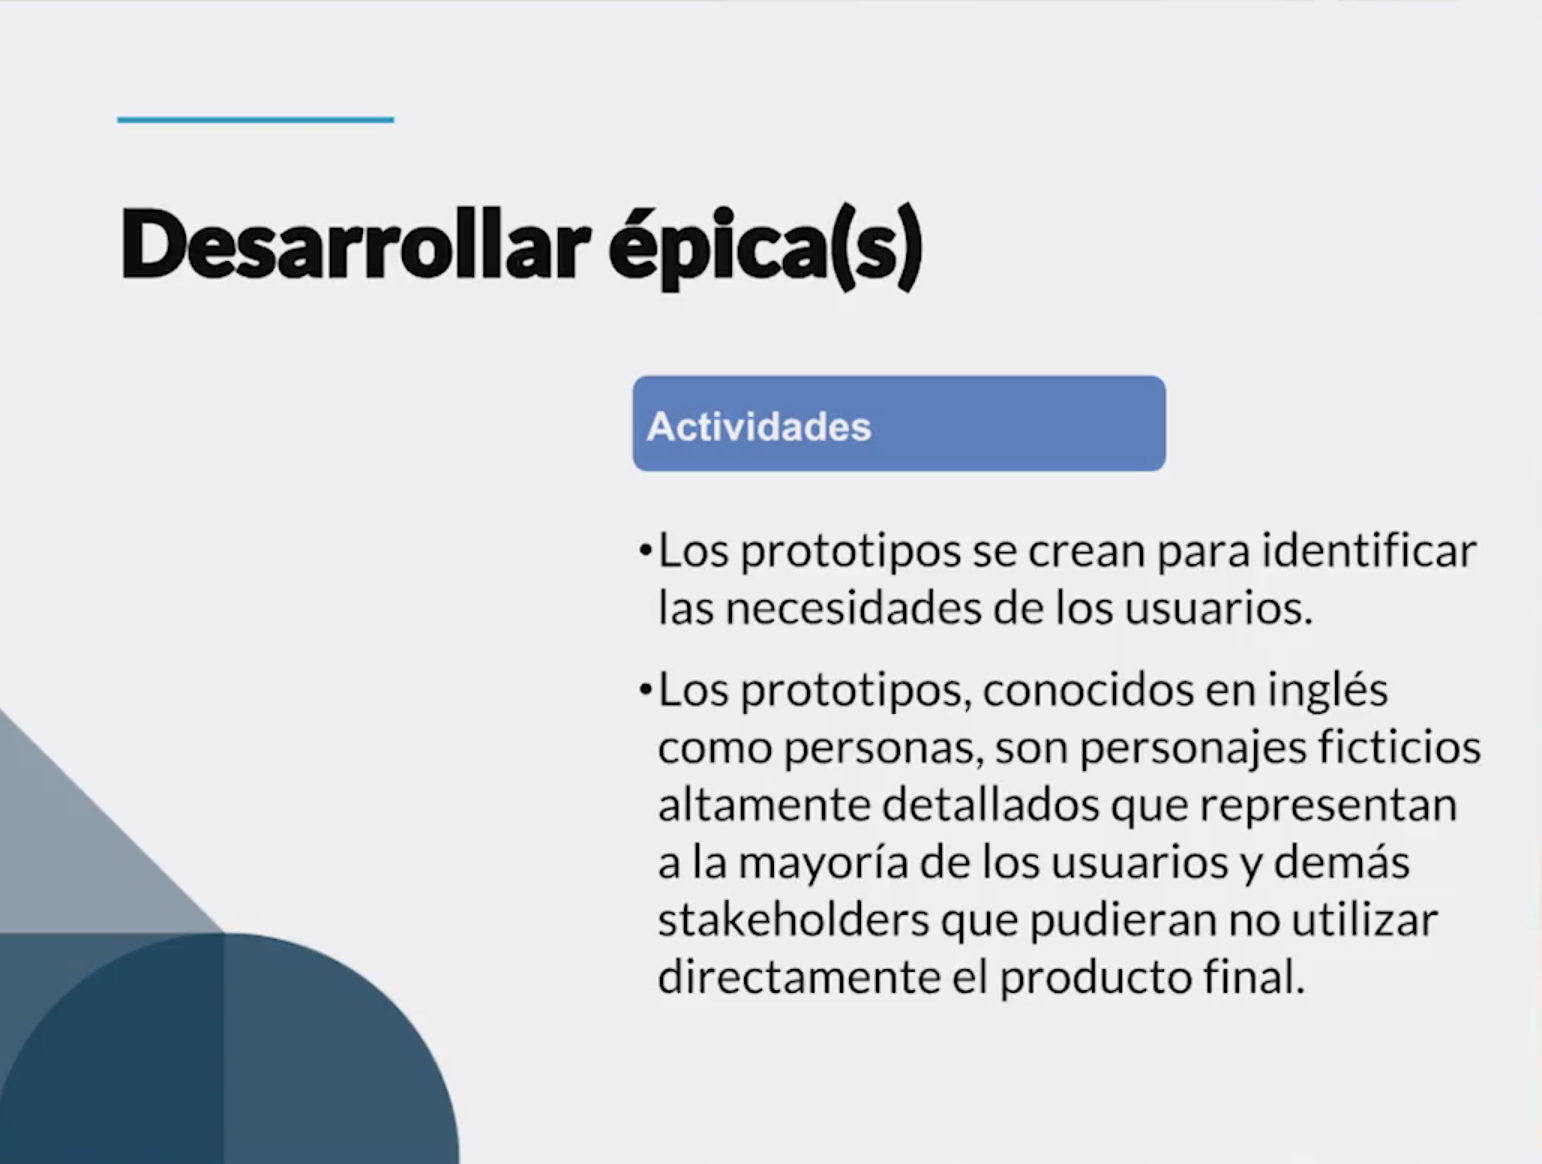 Desarrollar épica(s)
Actividades
•Los prototipos se crean para identificar
las necesidades de los usuarios.
•Los prototipos, conocidos en inglés
como personas, son personajes ficticios
altamente detallados que representan
a la mayoría de los usuarios y demás
stakeholders que pudieran no utilizar
directamente el producto final.